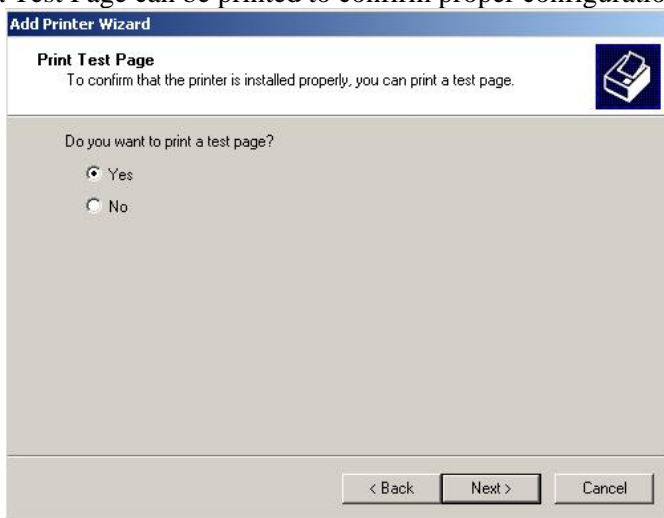 . Test Page can be printed to confirm proper configuratio
Add Printer Wizard
Print Test Page
To confirm that the printer is installed properly, you can print a test page.
Do you want to print a test page?
Yes
No
< Back Next > Cancel